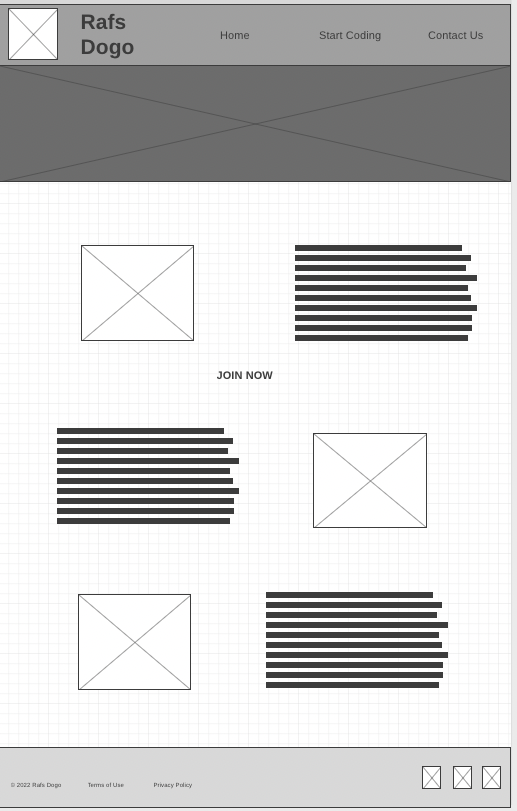 Rafs
Dogo
Home
Start Coding
Contact Us
JOIN NOW
© 2022 Rafs Dogo
Terms of Use
Privacy Policy